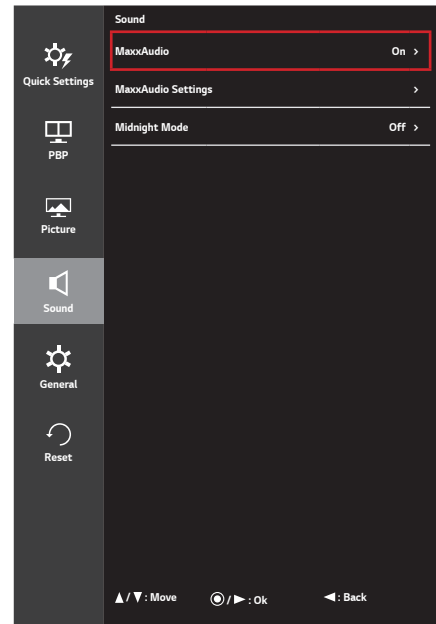 Sound
Quick Settings
PBP
Picture
Sound
General
Reset
MaxxAudio On >
MaxxAudio Settings >
Midnight Mode Off >
▲/▼: Move ◉/►: Ok ◄: Back